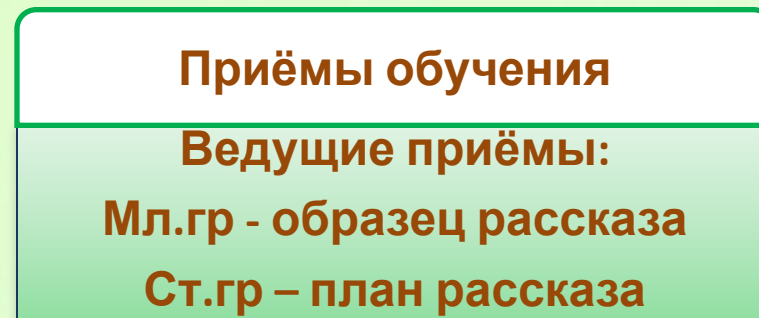 Приёмы обучения
Ведущие приёмы:
Мл.гр - образец рассказа
Ст.гр – план рассказа